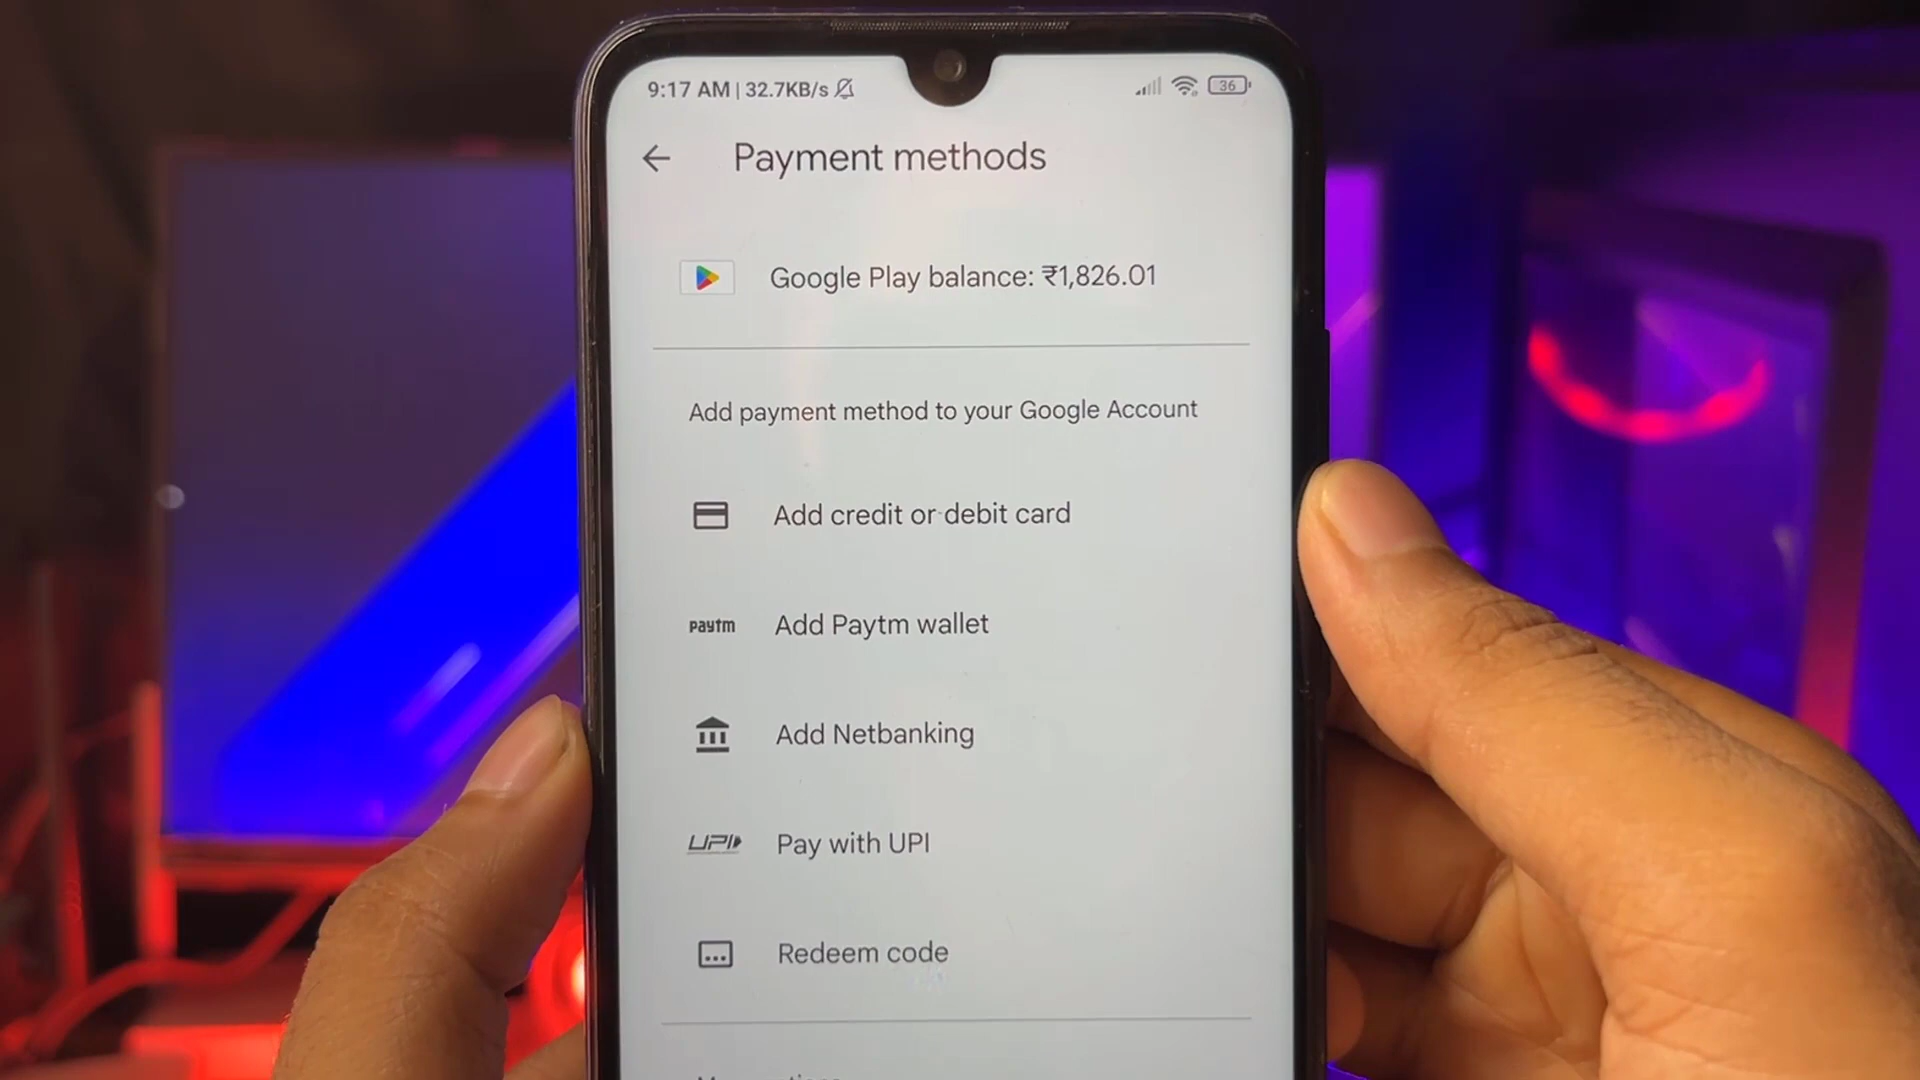 9:17 AM | 32.7KB/s
36
Payment methods
Google Play balance: ₹1,826.01
Add payment method to your Google Account
Add credit or debit card
paytm Add Paytm wallet
Add Netbanking
UPI Pay with UPI
Redeem code